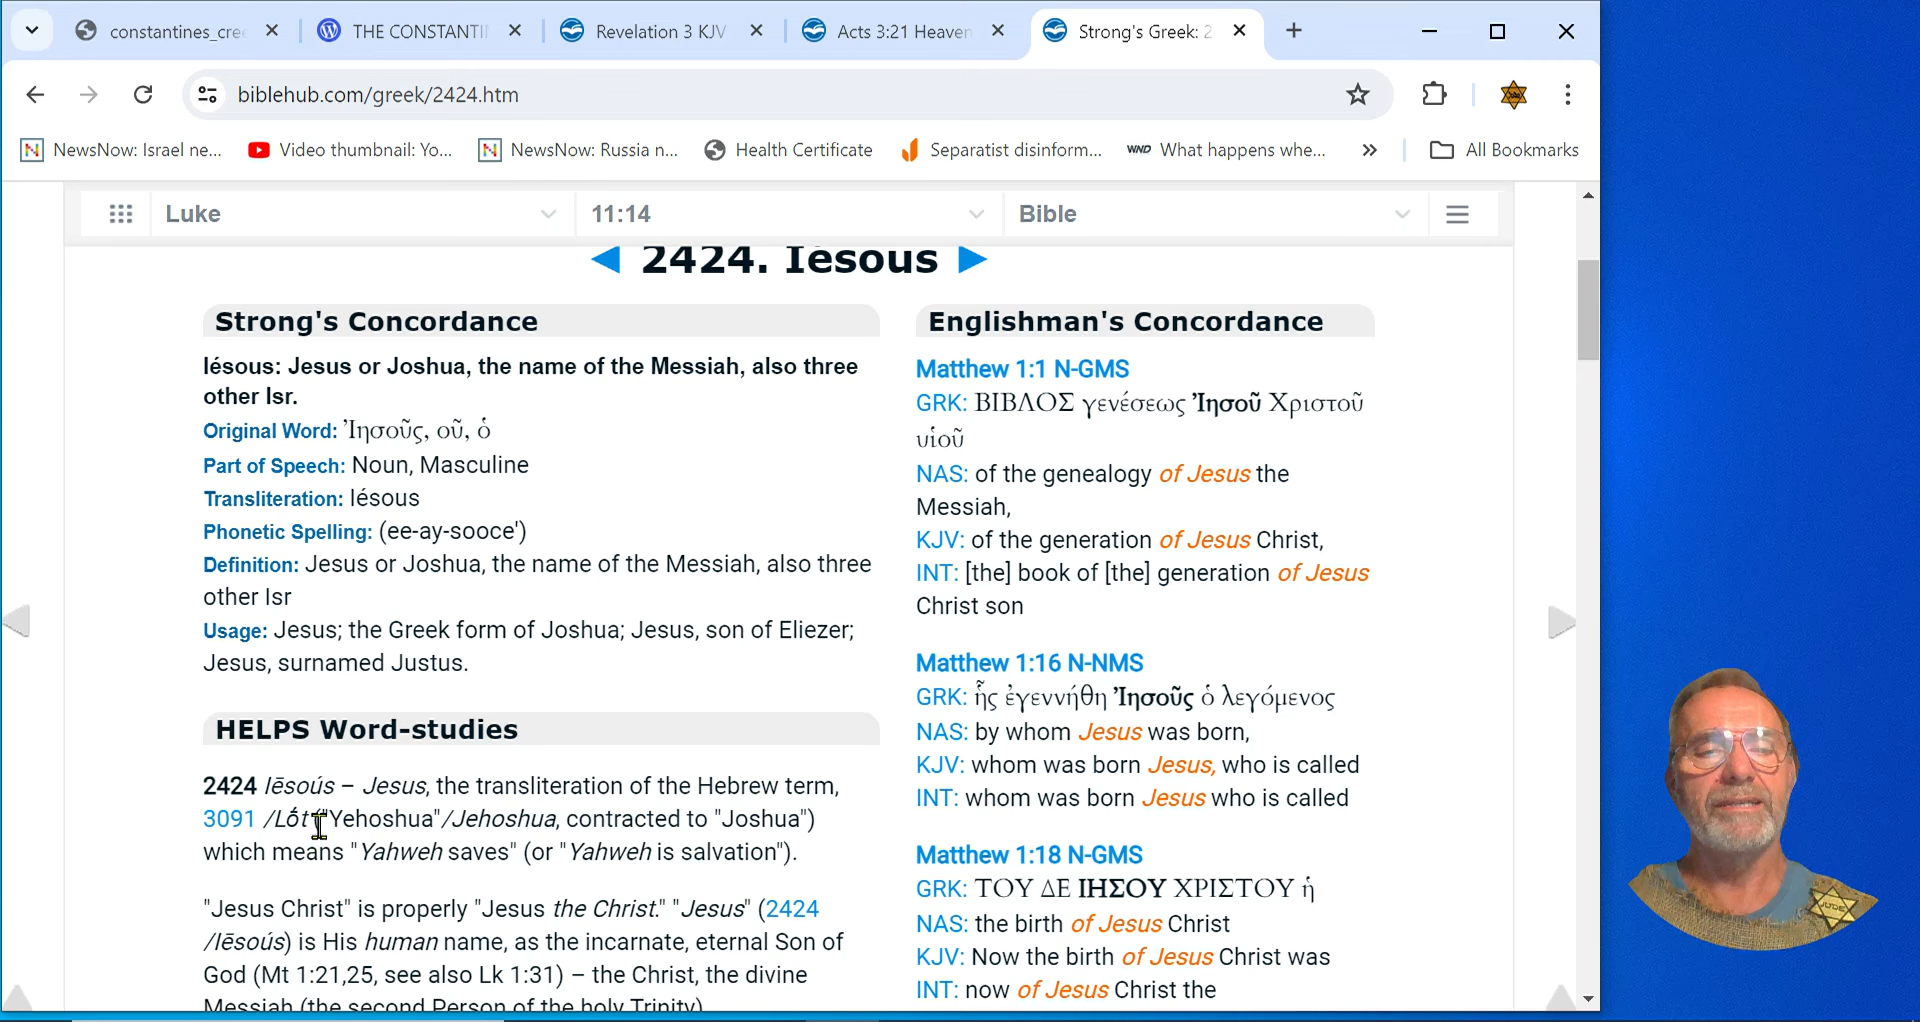 constantines_cre
THE CONSTANTI
Revelation 3 KJV
Acts 3:21 Heaven
Strong's Greek: 2
biblehub.com/greek/2424.htm
NewsNow: Israel ne...
Video thumbnail: Yo...
NewsNow: Russia n...
Health Certificate
Separatist disinform...
WND What happens whe...
All Bookmarks
Luke
11:14
Bible
2424. Iésous
Strong's Concordance
Iésous: Jesus or Joshua, the name of the Messiah, also three
other Isr.
Original Word: Ἰησοῦς, οῦ, ὁ
Part of Speech: Noun, Masculine
Transliteration: Iésous
Phonetic Spelling: (ee-ay-sooce')
Definition: Jesus or Joshua, the name of the Messiah, also three
other Isr
Usage: Jesus; the Greek form of Joshua; Jesus, son of Eliezer;
Jesus, surnamed Justus.
HELPS Word-studies
2424 Iēsoús – Jesus, the transliteration of the Hebrew term,
3091 /Lṓt ("Yehoshua"/Jehoshua, contracted to "Joshua")
which means "Yahweh saves" (or "Yahweh is salvation").
"Jesus Christ" is properly "Jesus the Christ." "Jesus" (2424
/Iēsoús) is His human name, as the incarnate, eternal Son of
God (Mt 1:21,25, see also Lk 1:31) – the Christ, the divine
Messiah (the second Person of the holy Trinity).
Englishman's Concordance
Matthew 1:1 N-GMS
GRK: ΒΙΒΛΟΣ γενέσεως Ἰησοῦ Χριστοῦ
υἱοῦ
NAS: of the genealogy of Jesus the
Messiah,
KJV: of the generation of Jesus Christ,
INT: [the] book of [the] generation of Jesus
Christ son
Matthew 1:16 N-NMS
GRK: ἧς ἐγεννήθη Ἰησοῦς ὁ λεγόμενος
NAS: by whom Jesus was born,
KJV: whom was born Jesus, who is called
INT: whom was born Jesus who is called
Matthew 1:18 N-GMS
GRK: ΤΟΥ ΔΕ ΙΗΣΟΥ ΧΡΙΣΤΟΥ ἡ
NAS: the birth of Jesus Christ
KJV: Now the birth of Jesus Christ was
INT: now of Jesus Christ the
JUDE